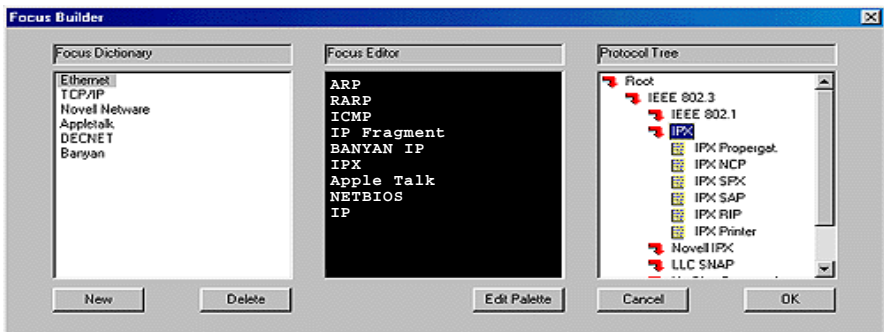 Focus Builder
Focus Dictionary
Ethernet
TCP/IP
Novell Netware
Appletalk
DECNET
Banyan
New
Delete
Focus Editor
ARP
RARP
ICMP
IP Fragment
BANYAN IP
IPX
Apple Talk
NETBIOS
IP
Edit Palette
Protocol Tree
Root
IEEE 802.3
IEEE 802.1
IPX
IPX Propergat.
IPX NCP
IPX SPX
IPX SAP
IPX RIP
IPX Printer
Novell IPX
LLC SNAP
Cancel
OK